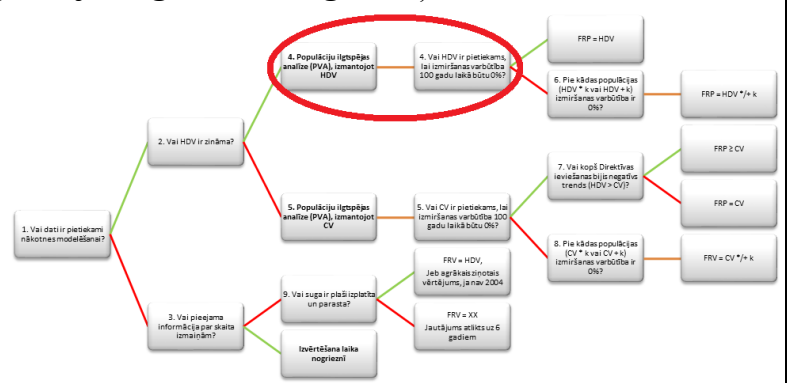 1. Vai dati ir pietiekami
nākotnes modelēšanai?
2. Vai HDV ir zināma?
3. Vai pieejama
informācija par skaita
izmaiņām?
4. Populāciju ilgtspējas
analīze (PVA), izmantojot
HDV
4. Vai HDV ir pietiekams,
lai izmiršanas varbūtība
100 gadu laikā būtu 0%?
FRP = HDV
6. Pie kādas populācijas
(HDV * k vai HDV + k)
izmiršanas varbūtība ir
0%?
FRP = HDV */+ k
5. Populāciju ilgtspējas
analīze (PVA), izmantojot
CV
5. Vai CV ir pietiekams, lai
izmiršanas varbūtība 100
gadu laikā būtu 0%?
7. Vai kopš Direktīvas
ieviešanas bijis negatīvs
trends (HDV > CV)?
FRP ≥ CV
FRP = CV
8. Pie kādas populācijas
(CV * k vai CV + k)
izmiršanas varbūtība ir
0%?
FRV = CV */+ k
9. Vai suga ir plaši izplatīta
un parasta?
FRV = HDV,
Jeb agrākais ziņotais
vērtējums, ja nav 2004
FRV = XX
Jautājums atlikts uz 6
gadiem
Izvērtēšana laika
nogrieznī